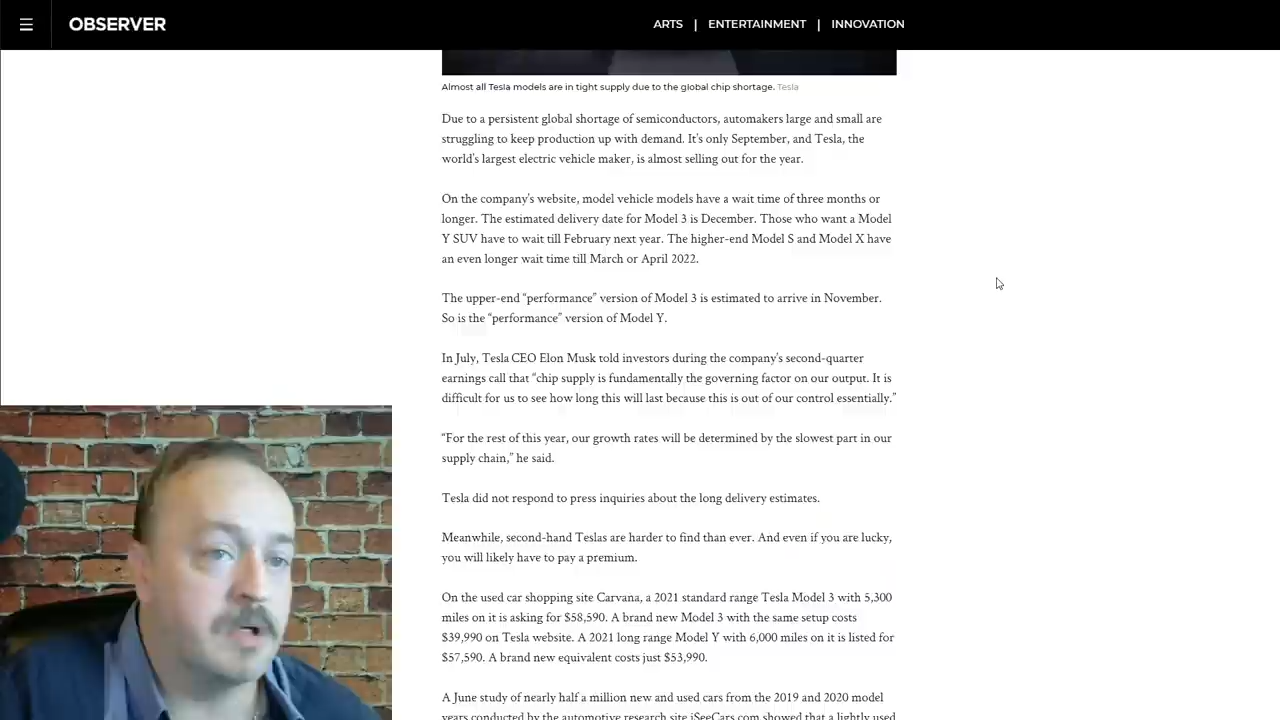 OBSERVER
ARTS | ENTERTAINMENT | INNOVATION
Almost all Tesla models are in tight supply due to the global chip shortage. Tesla
Due to a persistent global shortage of semiconductors, automakers large and small are
struggling to keep production up with demand. It's only September, and Tesla, the
world's largest electric vehicle maker, is almost selling out for the year.
On the company's website, model vehicle models have a wait time of three months or
longer. The estimated delivery date for Model 3 is December. Those who want a Model
Y SUV have to wait till February next year. The higher-end Model S and Model X have
an even longer wait time till March or April 2022.
The upper-end “performance” version of Model 3 is estimated to arrive in November.
So is the “performance” version of Model Y.
In July, Tesla CEO Elon Musk told investors during the company's second-quarter
earnings call that “chip supply is fundamentally the governing factor on our output. It is
difficult for us to see how long this will last because this is out of our control essentially.”
“For the rest of this year, our growth rates will be determined by the slowest part in our
supply chain,” he said.
Tesla did not respond to press inquiries about the long delivery estimates.
Meanwhile, second-hand Teslas are harder to find than ever. And even if you are lucky,
you will likely have to pay a premium.
On the used car shopping site Carvana, a 2021 standard range Tesla Model 3 with 5,300
miles on it is asking for $58,590. A brand new Model 3 with the same setup costs
$39,990 on Tesla website. A 2021 long range Model Y with 6,000 miles on it is listed for
$57,590. A brand new equivalent costs just $53,990.
A June study of nearly half a million new and used cars from the 2019 and 2020 model
years conducted by the automotive research site iSeeCars.com showed that a lightly used